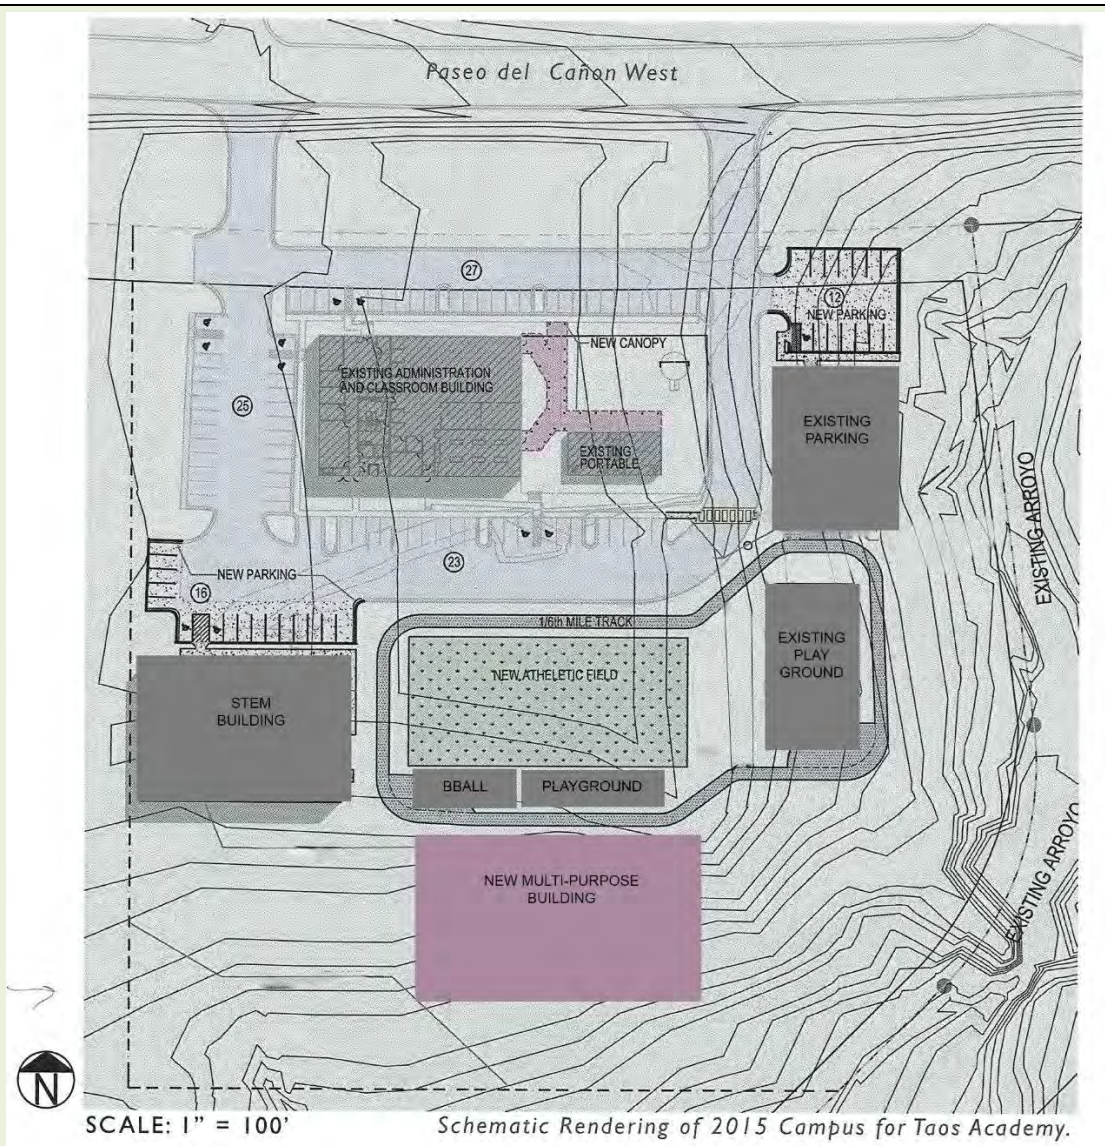 Paseo del Cañon West
27
12
NEW PARKING
NEW CANOPY
EXISTING ADMINISTRATION
AND CLASSROOM BUILDING
25
EXISTING
PARKING
EXISTING
PORTABLE
EXISTING ARROYO
23
NEW PARKING
16
1/6th MILE TRACK
EXISTING
PLAY
GROUND
NEW ATHELETIC FIELD
STEM
BUILDING
BBALL
PLAYGROUND
EXISTING ARROYO
NEW MULTI-PURPOSE
BUILDING
N
SCALE: 1" = 100'
Schematic Rendering of 2015 Campus for Taos Academy.